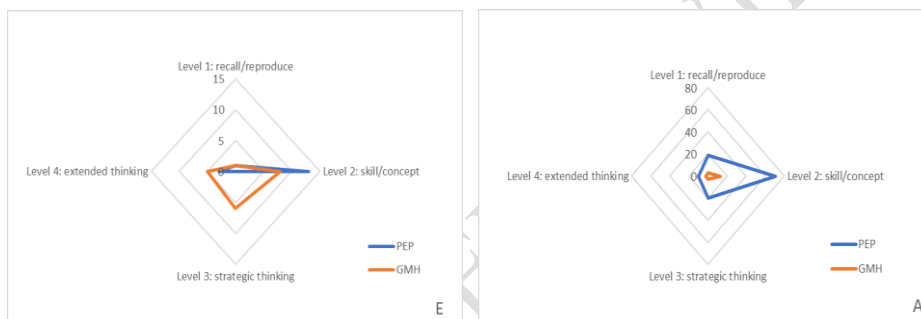 Level 1: recall/reproduce
15
10
5
0
Level 4: extended thinking
Level 2: skill/concept
Level 3: strategic thinking
PEP
GMH
E
Level 1: recall/reproduce
80
60
40
20
0
Level 4: extended thinking
Level 2: skill/concept
Level 3: strategic thinking
PEP
GMH
A